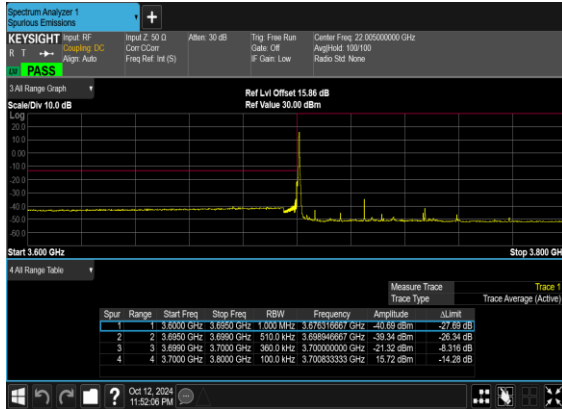 Spectrum Analyzer 1
Spurious Emissions
+
KEYSIGHT Input: RF Input Z: 50 Ω Atten: 30 dB Trig: Free Run Center Freq: 22.005000000 GHz
R T Coupling: DC Corr CCorr Gate: Off Avg|Hold: 100/100
Align: Auto Freq Ref: Int (S) IF Gain: Low Radio Std: None
PASS
3 All Range Graph Ref Lvl Offset 15.86 dB
Scale/Div 10.0 dB Ref Value 30.00 dBm
Log
20.0
10.0
0.00
-10.0
-20.0
-30.0
-40.0
-50.0
-60.0
Start 3.600 GHz Stop 3.800 GHz
4 All Range Table
Measure Trace Trace 1
Trace Type Trace Average (Active)
Spur Range Start Freq Stop Freq RBW Frequency Amplitude ΔLimit
1 1 3.6000 GHz 3.6950 GHz 1.000 MHz 3.676316667 GHz -40.69 dBm -27.69 dB
2 2 3.6950 GHz 3.6990 GHz 510.0 kHz 3.698946667 GHz -39.34 dBm -26.34 dB
3 3 3.6990 GHz 3.7000 GHz 360.0 kHz 3.700000000 GHz -21.32 dBm -8.316 dB
4 4 3.7000 GHz 3.8000 GHz 100.0 kHz 3.700833333 GHz 15.72 dBm -14.28 dB
? Oct 12, 2024
11:52:06 PM